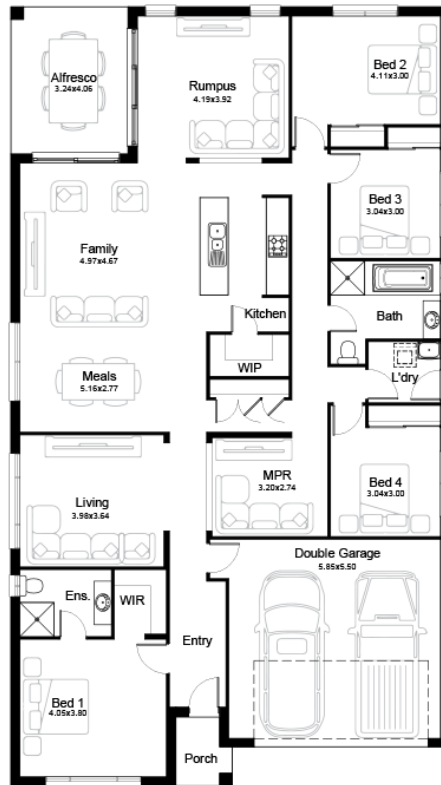 Alfresco
3.24x4.06
Rumpus
4.19x3.92
Bed 2
4.11x3.00
Bed 3
3.04x3.00
Family
4.97x4.67
Kitchen
Bath
WIP
L'dry
Meals
5.16x2.77
MPR
3.20x2.74
Bed 4
3.04x3.00
Living
3.98x3.64
Double Garage
5.85x5.50
Ens.
WIR
Entry
Bed 1
4.05x3.80
Porch